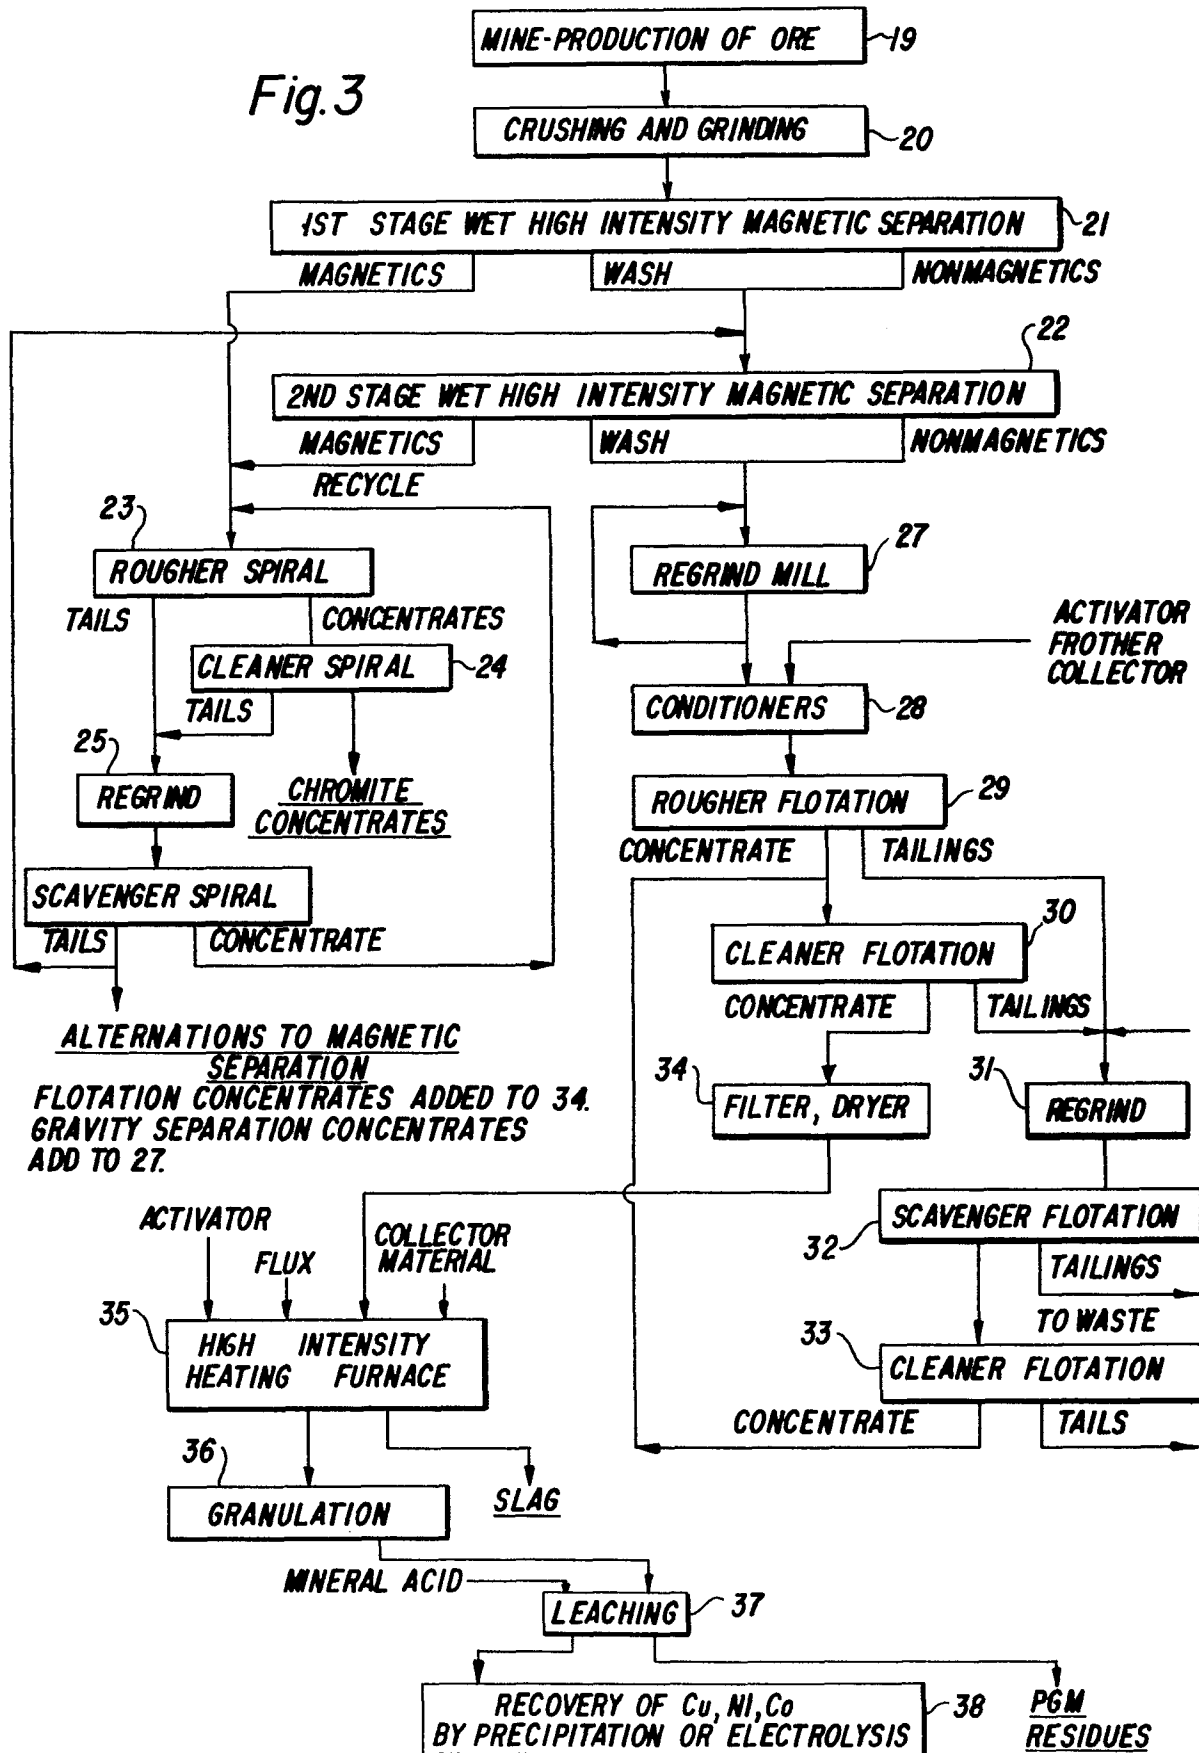 MINE-PRODUCTION OF ORE
19
Fig. 3
CRUSHING AND GRINDING
20
1ST STAGE WET HIGH INTENSITY MAGNETIC SEPARATION
21
MAGNETICS
WASH
NONMAGNETICS
22
2ND STAGE WET HIGH INTENSITY MAGNETIC SEPARATION
MAGNETICS
WASH
NONMAGNETICS
RECYCLE
23
ROUGHER SPIRAL
TAILS
CONCENTRATES
CLEANER SPIRAL
24
TAILS
25
REGRIND
CHROMITE
CONCENTRATES
SCAVENGER SPIRAL
TAILS
CONCENTRATE
ALTERNATIONS TO MAGNETIC
SEPARATION
FLOTATION CONCENTRATES ADDED TO 34.
GRAVITY SEPARATION CONCENTRATES
ADD TO 27.
27
REGRIND MILL
ACTIVATOR
FROTHER
COLLECTOR
CONDITIONERS
28
ROUGHER FLOTATION
29
CONCENTRATE
TAILINGS
30
CLEANER FLOTATION
CONCENTRATE
TAILINGS
34
FILTER, DRYER
31
REGRIND
SCAVENGER FLOTATION
32
TAILINGS
TO WASTE
33
CLEANER FLOTATION
CONCENTRATE
TAILS
ACTIVATOR
FLUX
COLLECTOR
MATERIAL
35
HIGH INTENSITY
HEATING FURNACE
36
GRANULATION
SLAG
MINERAL ACID
LEACHING
37
RECOVERY OF Cu, NI, Co
BY PRECIPITATION OR ELECTROLYSIS
38
PGM
RESIDUES